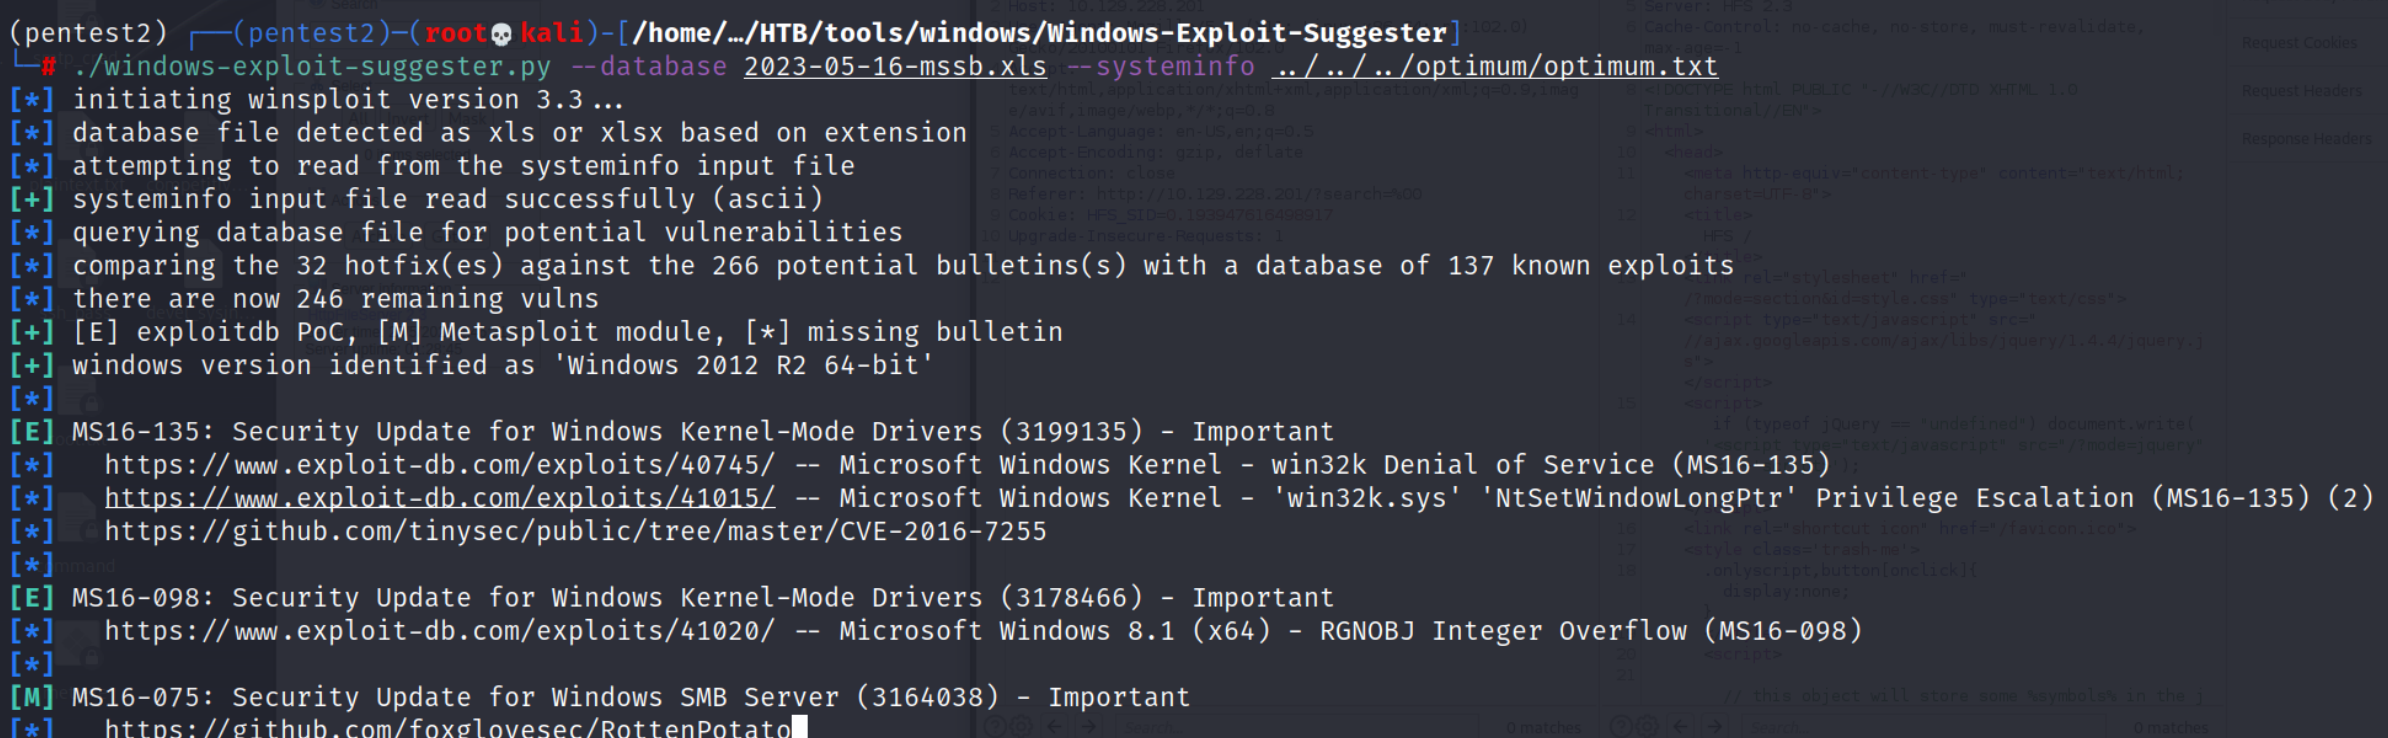 (pentest2) ┌──(pentest2)─(root💀kali)-[/home/…/HTB/tools/windows/Windows-Exploit-Suggester]
└─# ./windows-exploit-suggester.py --database 2023-05-16-mssb.xls --systeminfo ../../../optimum/optimum.txt
[*] initiating winsploit version 3.3...
[*] database file detected as xls or xlsx based on extension
[*] attempting to read from the systeminfo input file
[+] systeminfo input file read successfully (ascii)
[*] querying database file for potential vulnerabilities
[*] comparing the 32 hotfix(es) against the 266 potential bulletins(s) with a database of 137 known exploits
[*] there are now 246 remaining vulns
[+] [E] exploitdb PoC, [M] Metasploit module, [*] missing bulletin
[+] windows version identified as 'Windows 2012 R2 64-bit'
[*]
[E] MS16-135: Security Update for Windows Kernel-Mode Drivers (3199135) - Important
[*]   https://www.exploit-db.com/exploits/40745/ -- Microsoft Windows Kernel - win32k Denial of Service (MS16-135)
[*]   https://www.exploit-db.com/exploits/41015/ -- Microsoft Windows Kernel - 'win32k.sys' 'NtSetWindowLongPtr' Privilege Escalation (MS16-135) (2)
[*]   https://github.com/tinysec/public/tree/master/CVE-2016-7255
[*]
[E] MS16-098: Security Update for Windows Kernel-Mode Drivers (3178466) - Important
[*]   https://www.exploit-db.com/exploits/41020/ -- Microsoft Windows 8.1 (x64) - RGNOBJ Integer Overflow (MS16-098)
[*]
[M] MS16-075: Security Update for Windows SMB Server (3164038) - Important
[*]   https://github.com/foxglovesec/RottenPotato